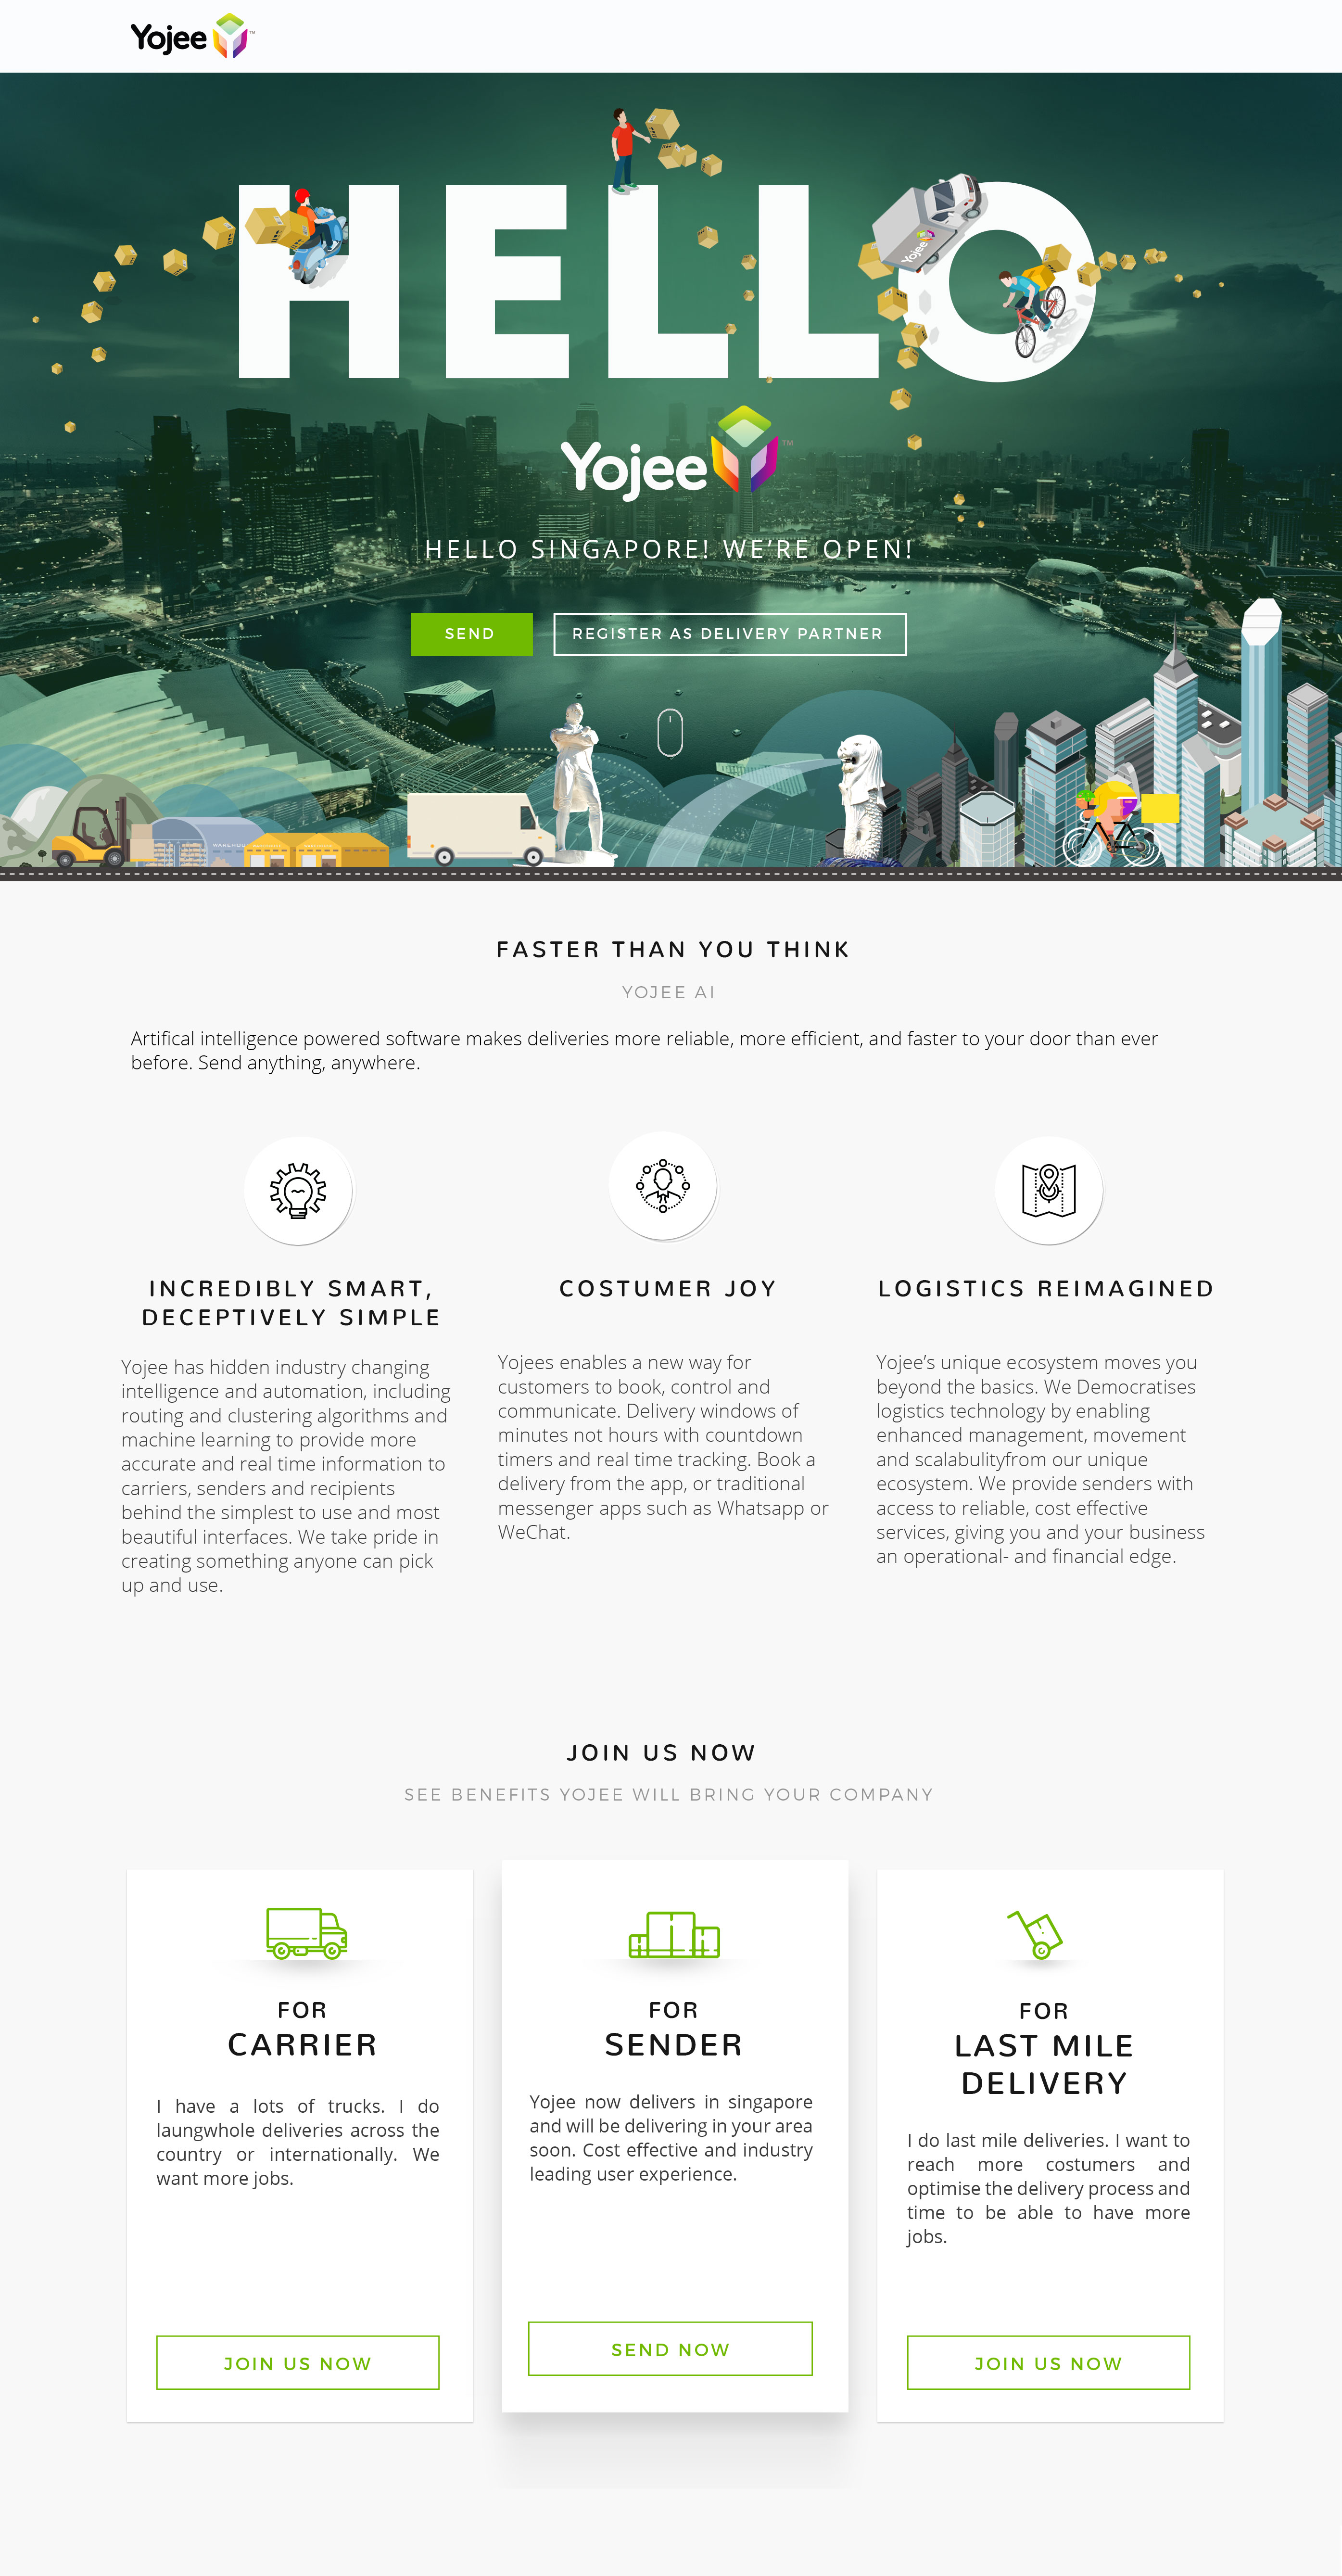 Yojee
TM
HELLO
Yojee
Yojee
TM
HELLO SINGAPORE! WE'RE OPEN!
SEND
REGISTER AS DELIVERY PARTNER
WAREHOUSE
FASTER THAN YOU THINK
YOJEE AI
Artifical intelligence powered software makes deliveries more reliable, more efficient, and faster to your door than ever
before. Send anything, anywhere.
INCREDIBLY SMART,
DECEPTIVELY SIMPLE
Yojee has hidden industry changing
intelligence and automation, including
routing and clustering algorithms and
machine learning to provide more
accurate and real time information to
carriers, senders and recipients
behind the simplest to use and most
beautiful interfaces. We take pride in
creating something anyone can pick
up and use.
COSTUMER JOY
Yojees enables a new way for
customers to book, control and
communicate. Delivery windows of
minutes not hours with countdown
timers and real time tracking. Book a
delivery from the app, or traditional
messenger apps such as Whatsapp or
WeChat.
LOGISTICS REIMAGINED
Yojee’s unique ecosystem moves you
beyond the basics. We Democratises
logistics technology by enabling
enhanced management, movement
and scalabulityfrom our unique
ecosystem. We provide senders with
access to reliable, cost effective
services, giving you and your business
an operational- and financial edge.
JOIN US NOW
SEE BENEFITS YOJEE WILL BRING YOUR COMPANY
FOR
CARRIER
I have a lots of trucks. I do
laungwhole deliveries across the
country or internationally. We
want more jobs.
JOIN US NOW
FOR
SENDER
Yojee now delivers in singapore
and will be delivering in your area
soon. Cost effective and industry
leading user experience.
SEND NOW
FOR
LAST MILE
DELIVERY
I do last mile deliveries. I want to
reach more costumers and
optimise the delivery process and
time to be able to have more
jobs.
JOIN US NOW